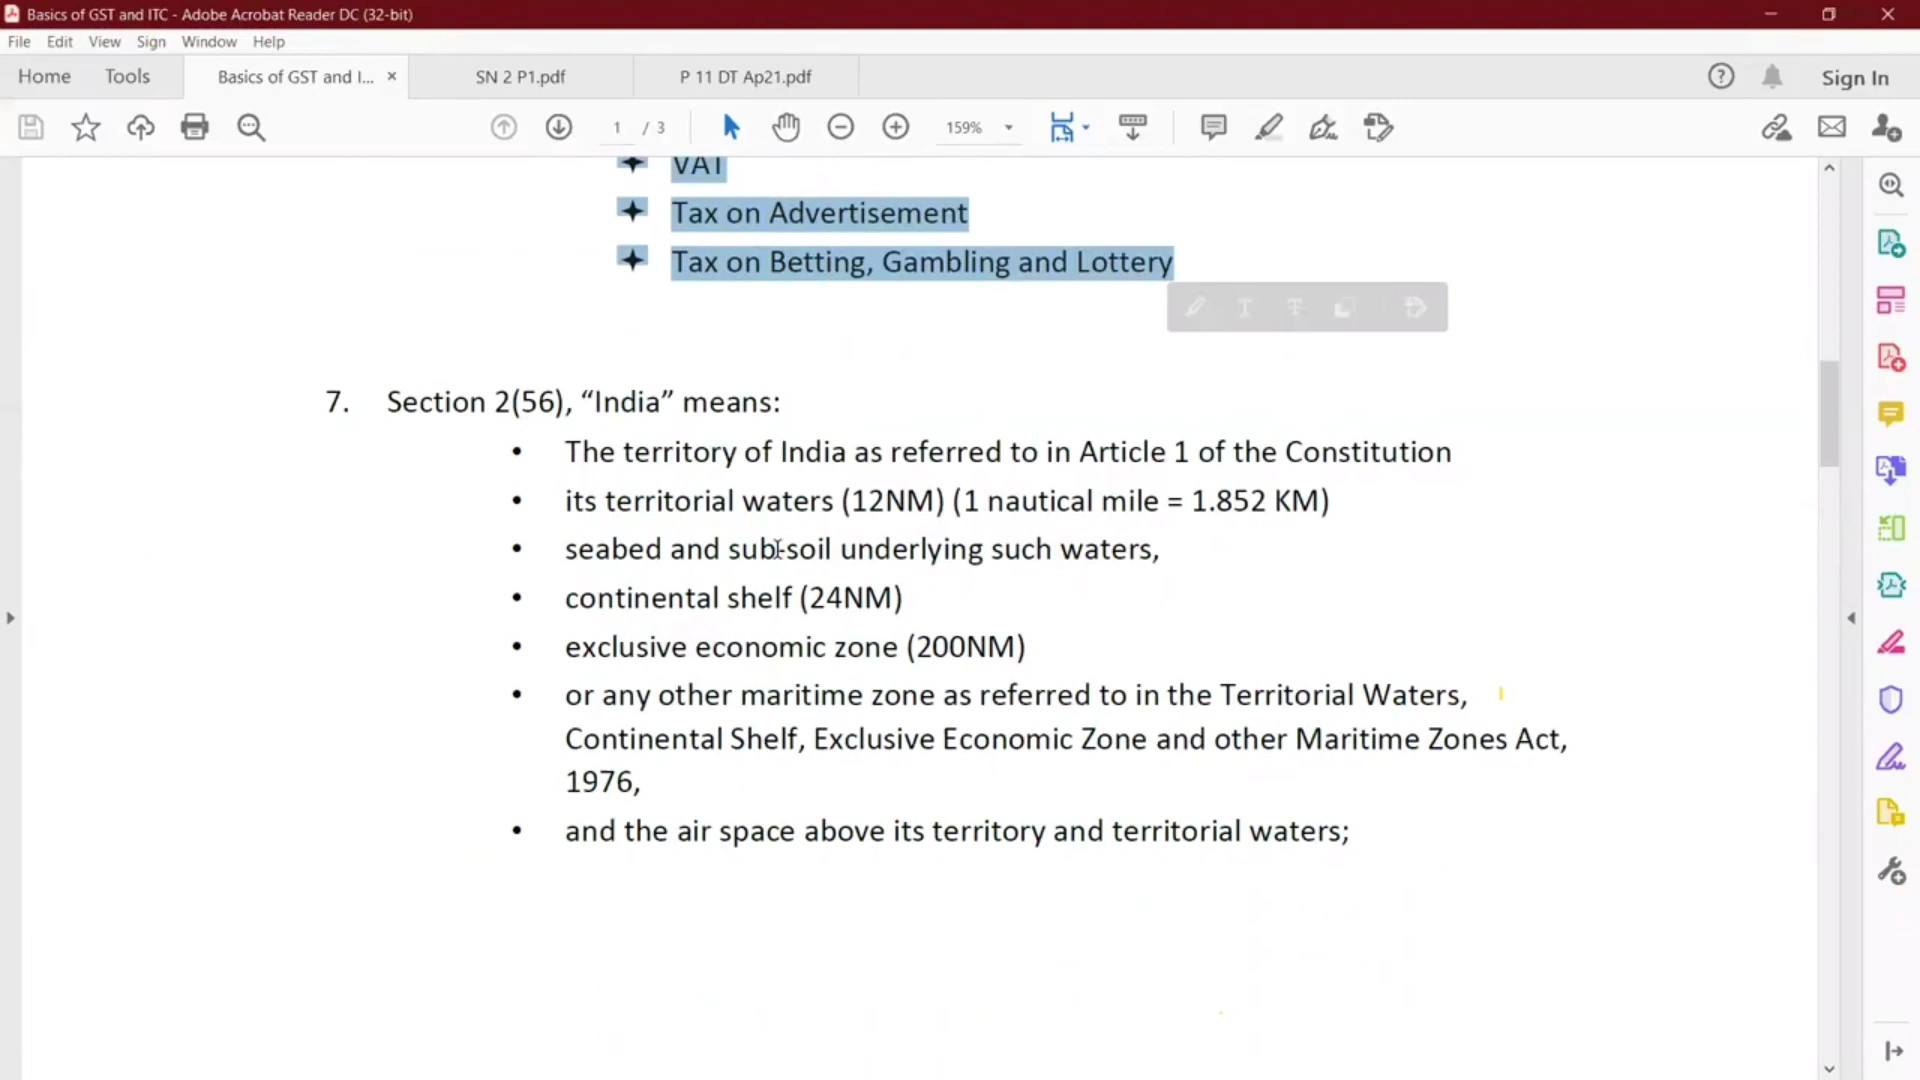 Basics of GST and ITC - Adobe Acrobat Reader DC (32-bit)
File Edit View Sign Window Help
Home Tools Basics of GST and I... × SN 2 P1.pdf P 11 DT Ap21.pdf Sign In
1 / 3 159%
VAT
Tax on Advertisement
Tax on Betting, Gambling and Lottery
7. Section 2(56), “India” means:
• The territory of India as referred to in Article 1 of the Constitution
• its territorial waters (12NM) (1 nautical mile = 1.852 KM)
• seabed and sub-soil underlying such waters,
• continental shelf (24NM)
• exclusive economic zone (200NM)
• or any other maritime zone as referred to in the Territorial Waters,
Continental Shelf, Exclusive Economic Zone and other Maritime Zones Act,
1976,
• and the air space above its territory and territorial waters;